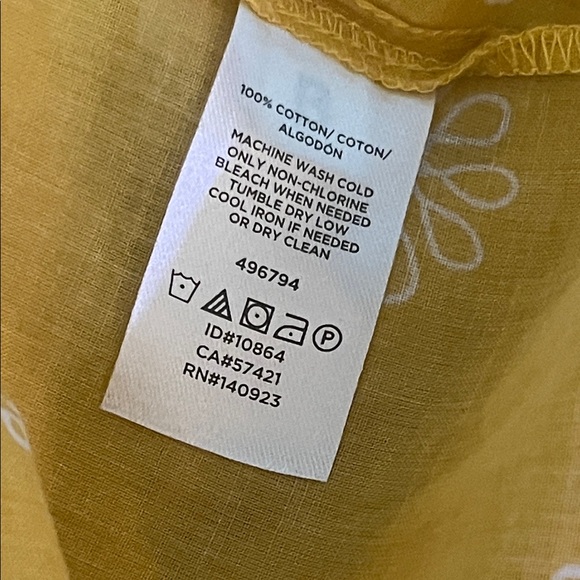 100% COTTON/ COTON/
ALGODÓN
MACHINE WASH COLD
ONLY NON-CHLORINE
BLEACH WHEN NEEDED
TUMBLE DRY LOW
COOL IRON IF NEEDED
OR DRY CLEAN
496794
P
ID#10864
CA#57421
RN#140923